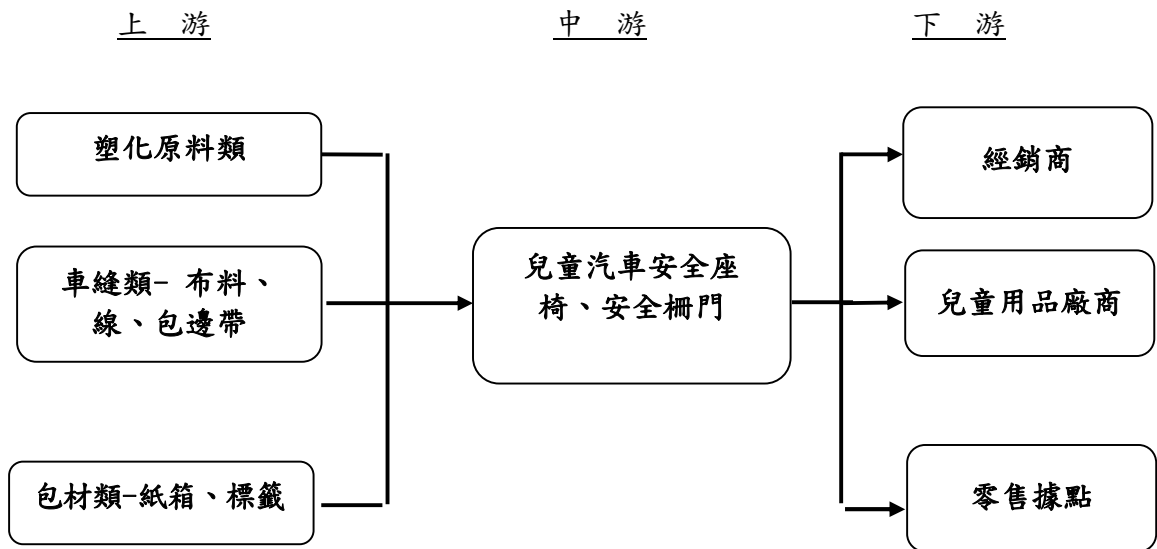 上 游
中 游
下 游
塑化原料類
車縫類- 布料、
線、包邊帶
包材類-紙箱、標籤
兒童汽車安全座
椅、安全柵門
經銷商
兒童用品廠商
零售據點